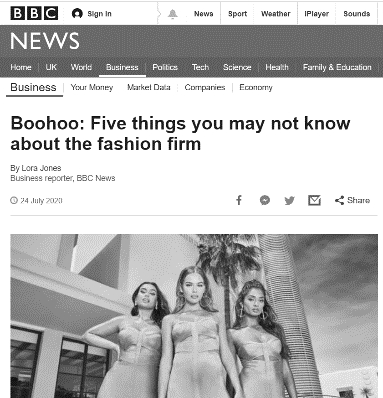 BBC Sign in News Sport Weather iPlayer Sounds
NEWS
Home UK World Business Politics Tech Science Health Family & Education
Business Your Money Market Data Companies Economy
Boohoo: Five things you may not know
about the fashion firm
By Lora Jones
Business reporter, BBC News
24 July 2020 Share